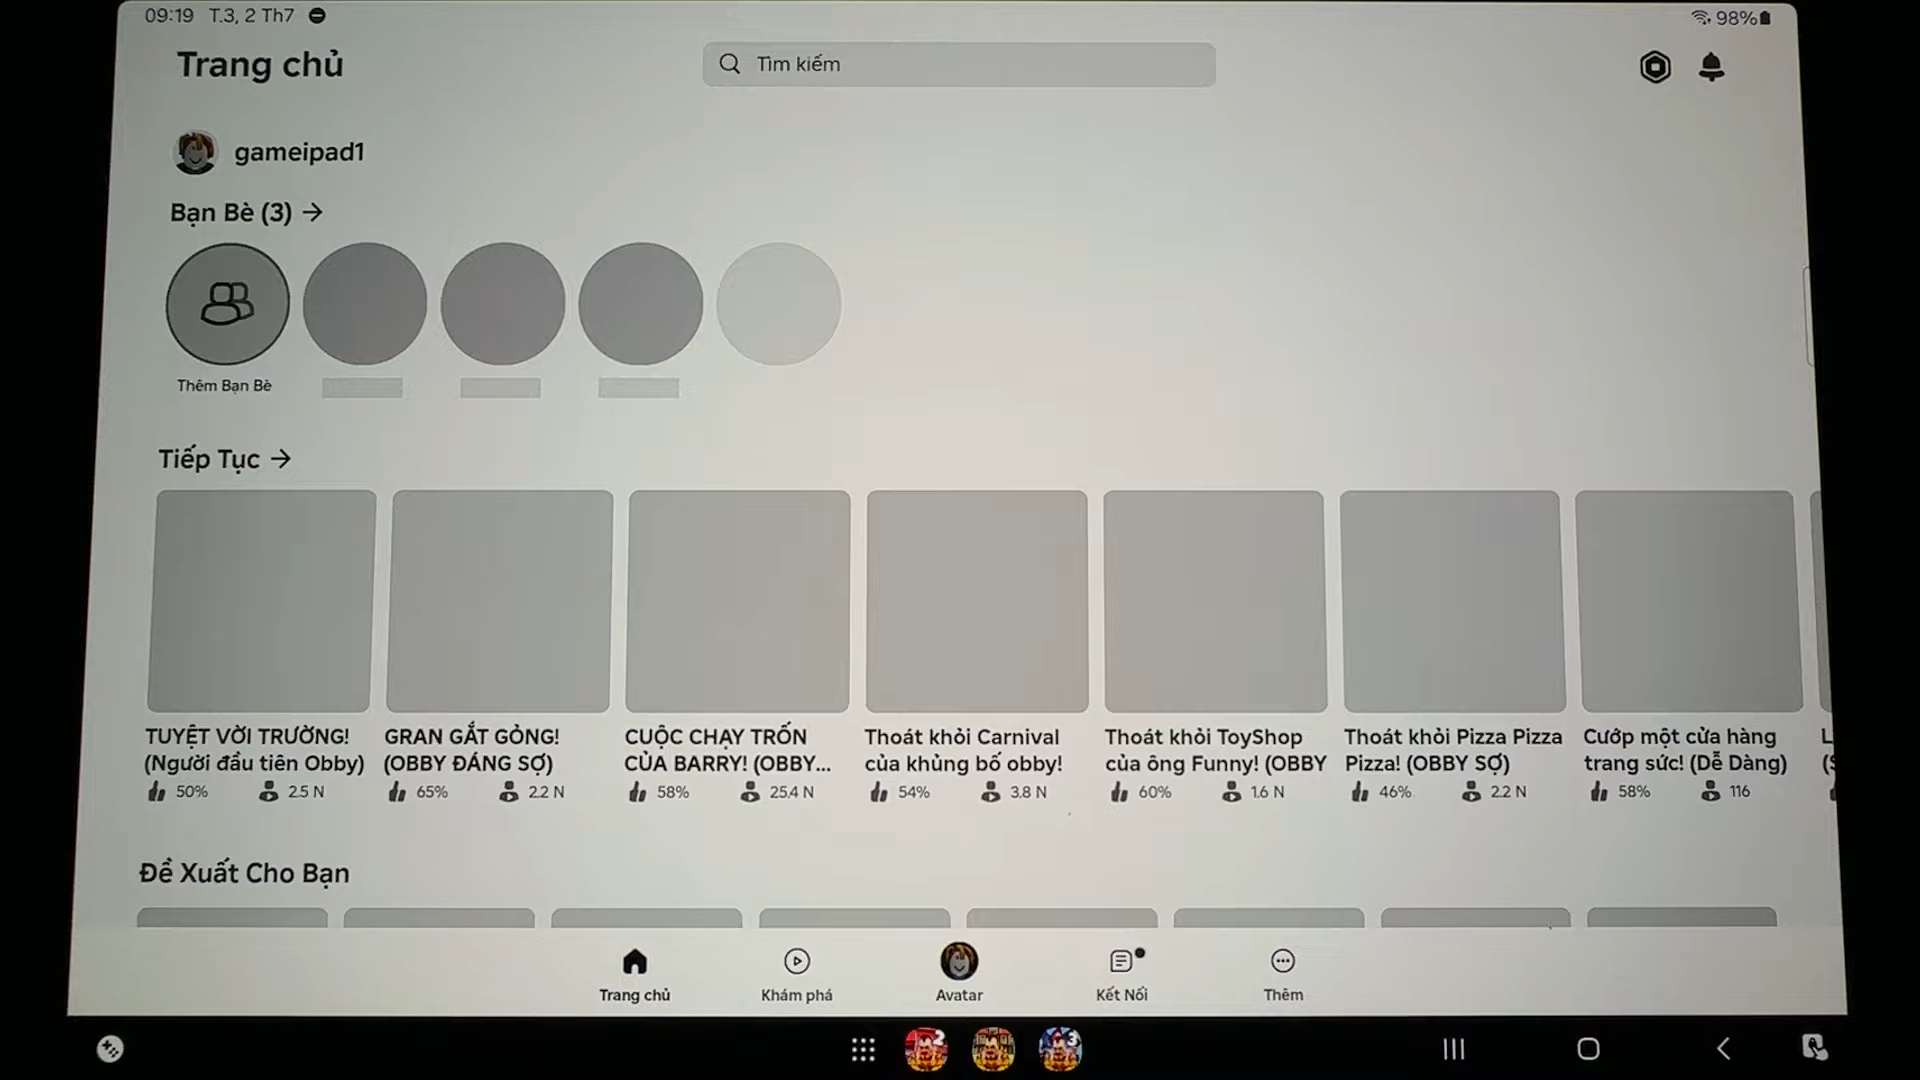 09:19 T.3, 2 Th7
98%
Trang chủ
Tìm kiếm
gameipad1
Bạn Bè (3)
Thêm Bạn Bè
Tiếp Tục
TUYỆT VỜI TRƯỜNG!
(Người đầu tiên Obby)
50% 2.5 N
GRAN GẮT GỎNG!
(OBBY ĐÁNG SỢ)
65% 2.2 N
CUỘC CHẠY TRỐN
CỦA BARRY! (OBBY...
58% 25.4 N
Thoát khỏi Carnival
của khủng bố obby!
54% 3.8 N
Thoát khỏi ToyShop
của ông Funny! (OBBY
60% 1.6 N
Thoát khỏi Pizza Pizza
Pizza! (OBBY SỢ)
46% 2.2 N
Cướp một cửa hàng
trang sức! (Dễ Dàng)
58% 116
Đề Xuất Cho Bạn
Trang chủ
Khám phá
Avatar
Kết Nối
Thêm
2
3